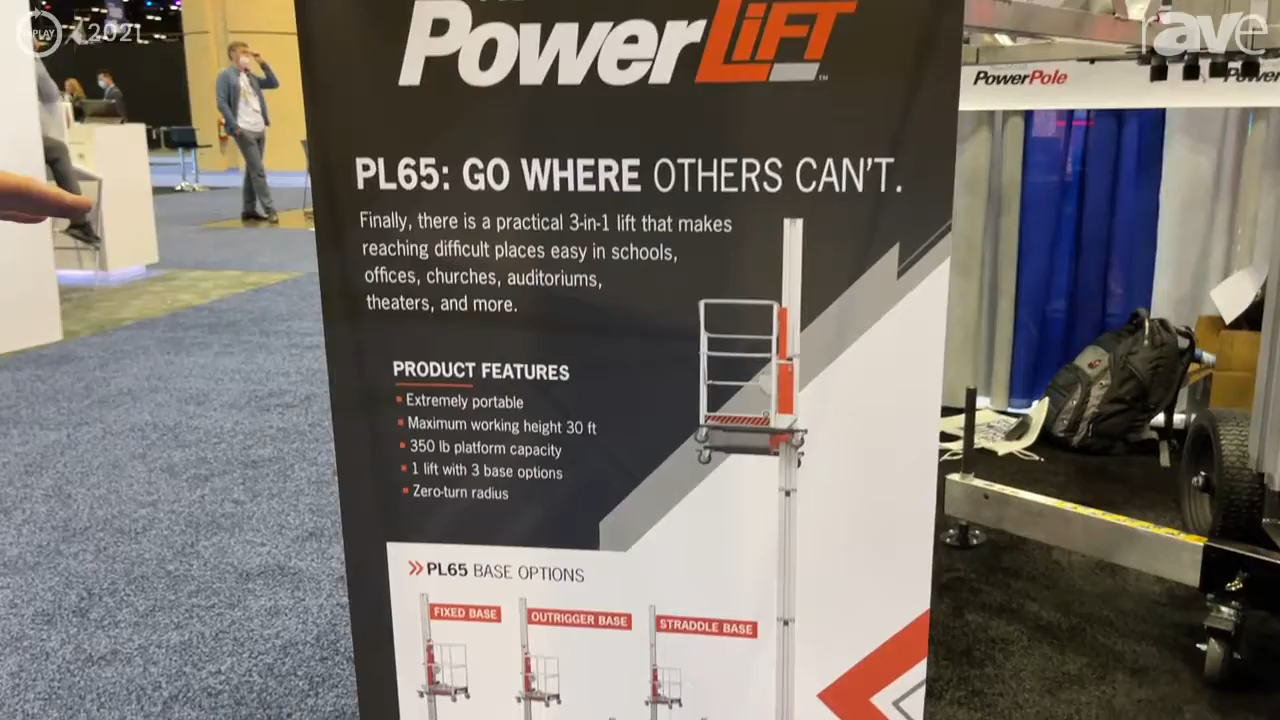 PLAY 2021
rAVe
PowerLiFT™
PowerPole
Power
PL65: GO WHERE OTHERS CAN'T.
Finally, there is a practical 3-in-1 lift that makes
reaching difficult places easy in schools,
offices, churches, auditoriums,
theaters, and more.
PRODUCT FEATURES
Extremely portable
Maximum working height 30 ft
350 lb platform capacity
1 lift with 3 base options
Zero-turn radius
PL65 BASE OPTIONS
FIXED BASE
OUTRIGGER BASE
STRADDLE BASE